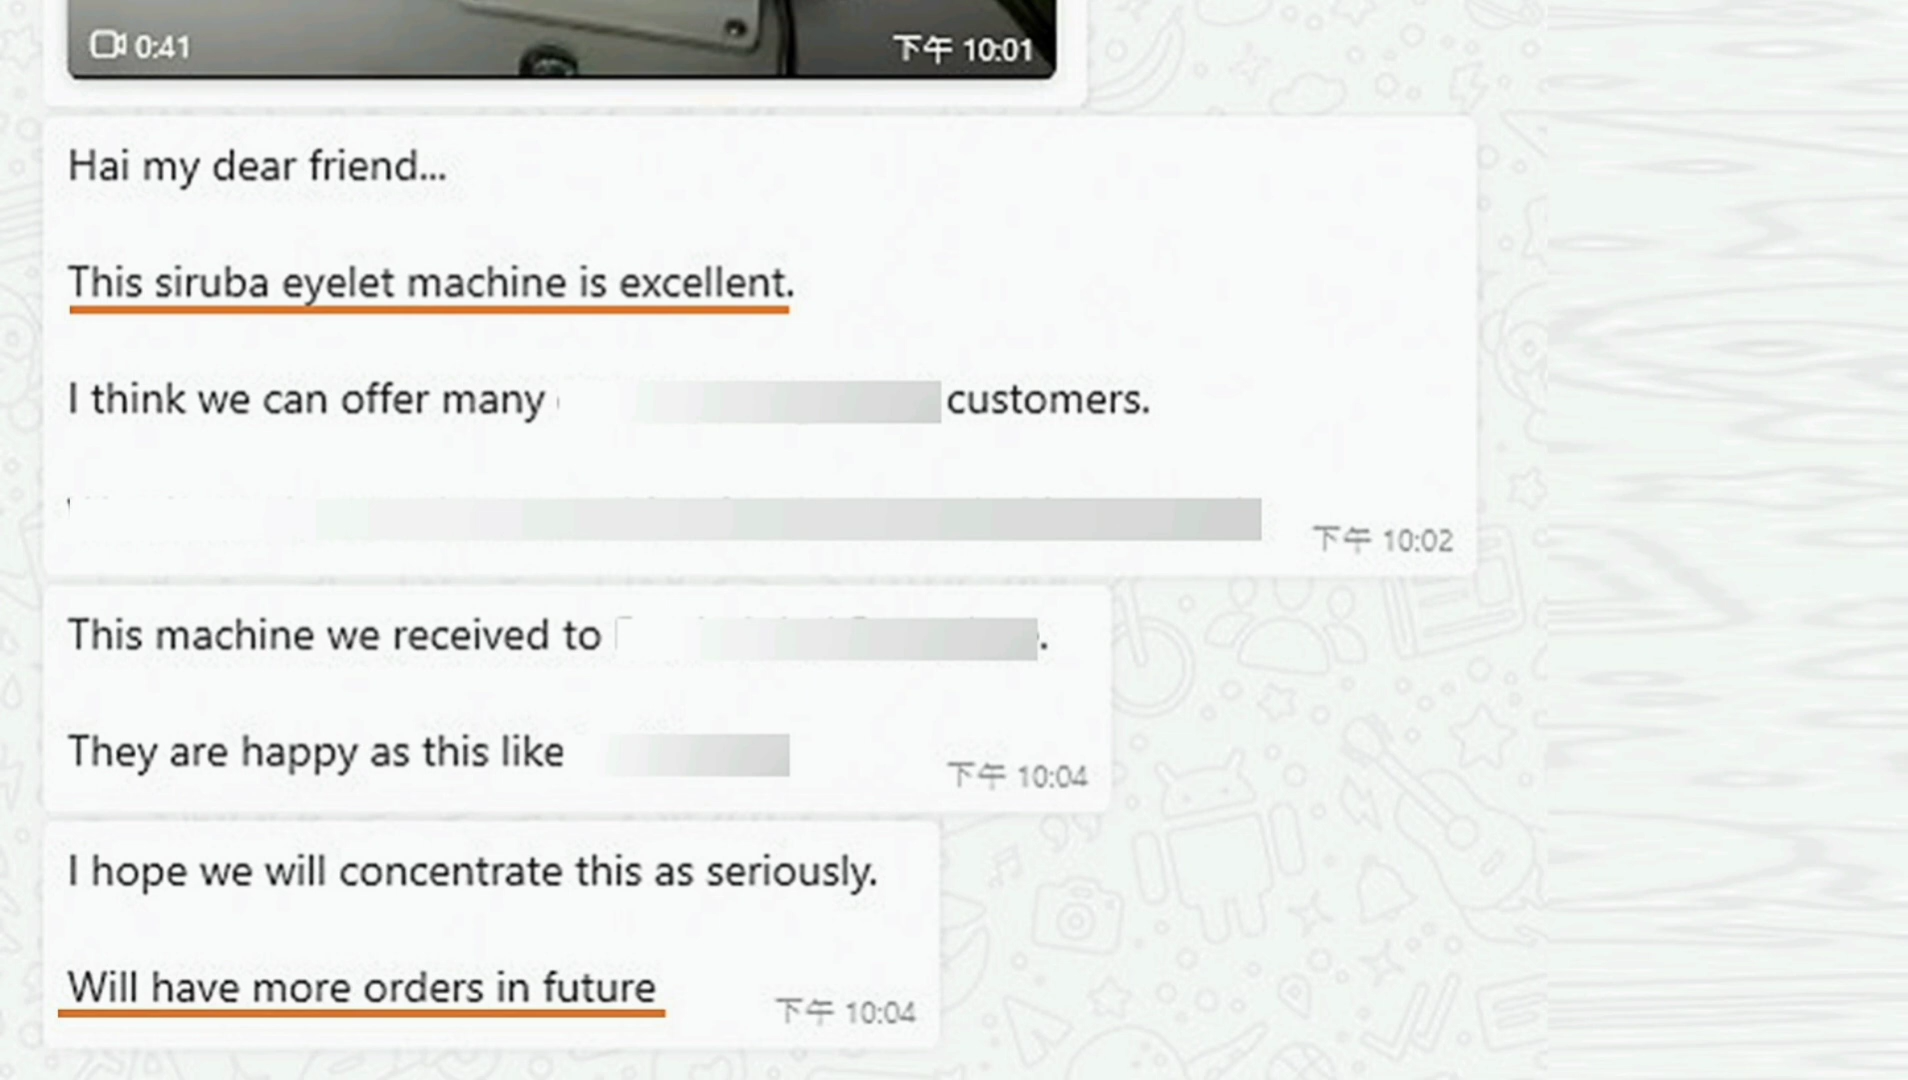 0:41
下午 10:01
Hai my dear friend...
This siruba eyelet machine is excellent.
I think we can offer many customers.
下午 10:02
This machine we received to .
They are happy as this like
下午 10:04
I hope we will concentrate this as seriously.
Will have more orders in future
下午 10:04